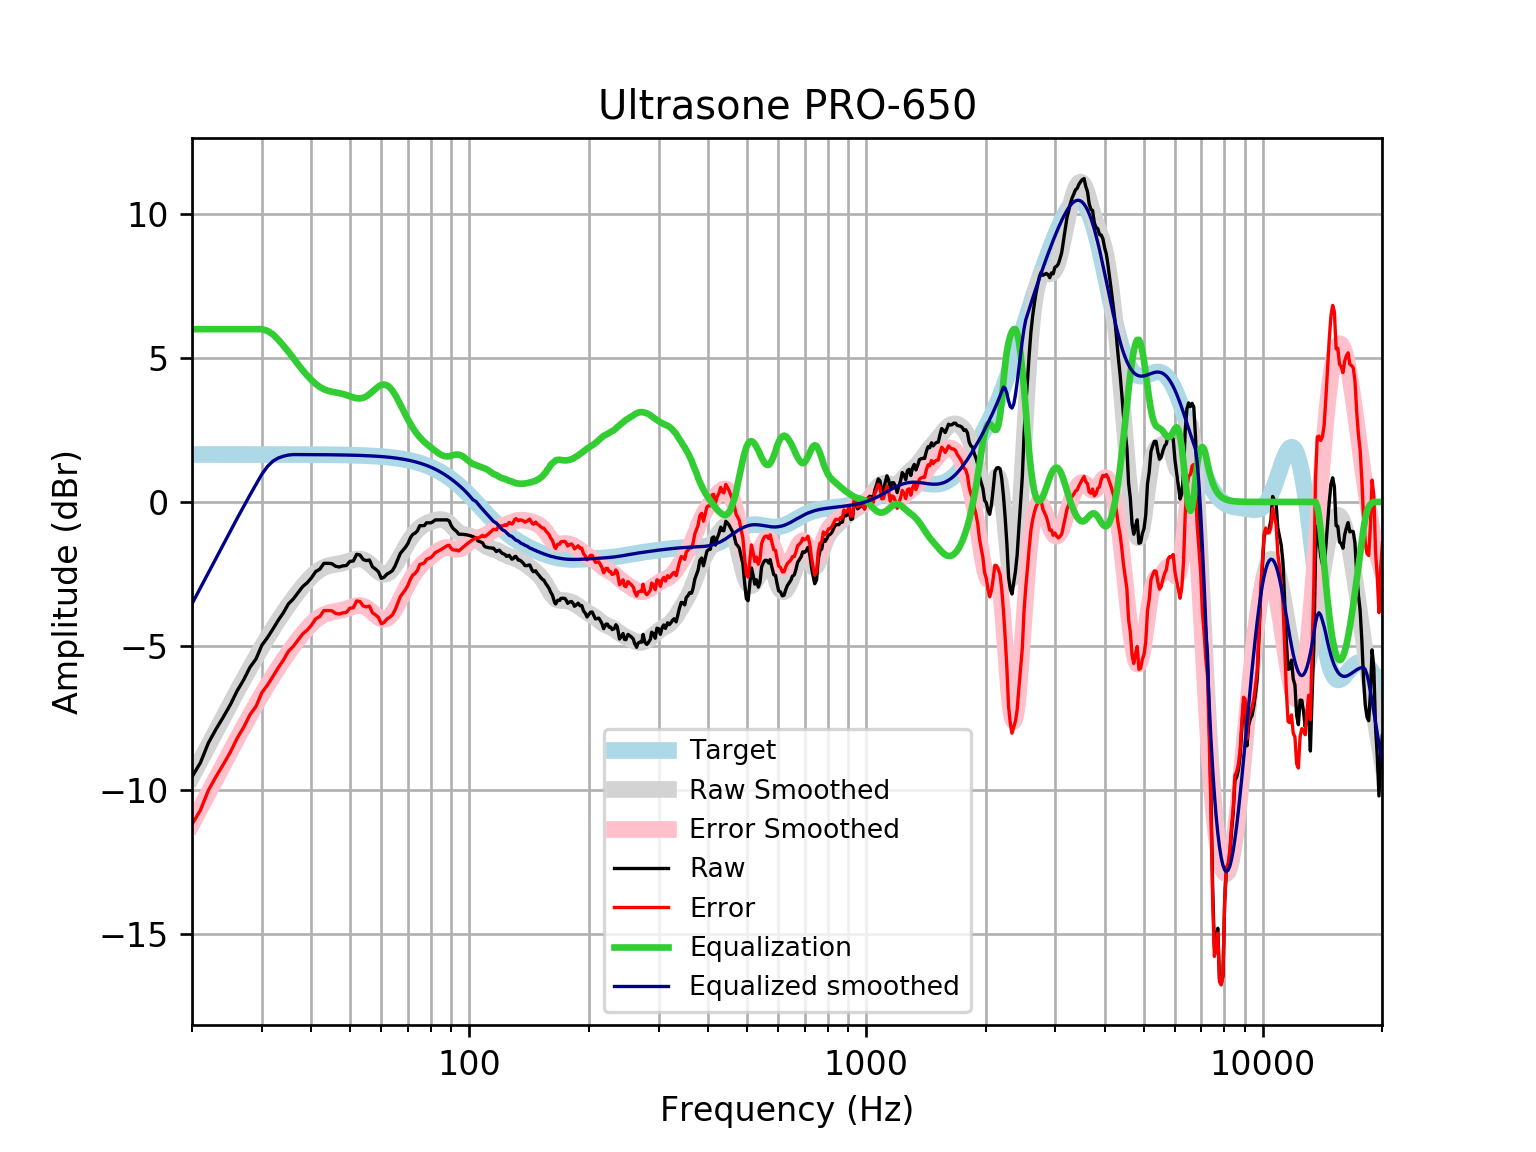 Ultrasone PRO-650
Amplitude (dBr)
10
5
0
−5
−10
−15
Target
Raw Smoothed
Error Smoothed
Raw
Error
Equalization
Equalized smoothed
100 1000 10000
Frequency (Hz)